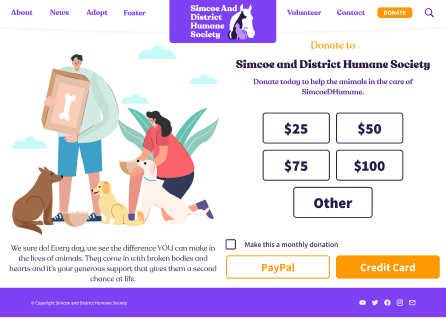 About
News
Adopt
Foster
Simcoe And
District
Humane
Society
Volunteer
Contact
DONATE
Donate to
Simcoe and District Humane Society
Donate today to help the animals in the care of
SimcoeDHumane.
$25
$50
$75
$100
Other
Make this a monthly donation
PayPal
Credit Card
We sure do! Every day, we see the difference YOU can make in
the lives of animals. They come in with broken bodies and
hearts and it's your generous support that gives them a second
chance at life.
© Copyright Simcoe and District Humane Society